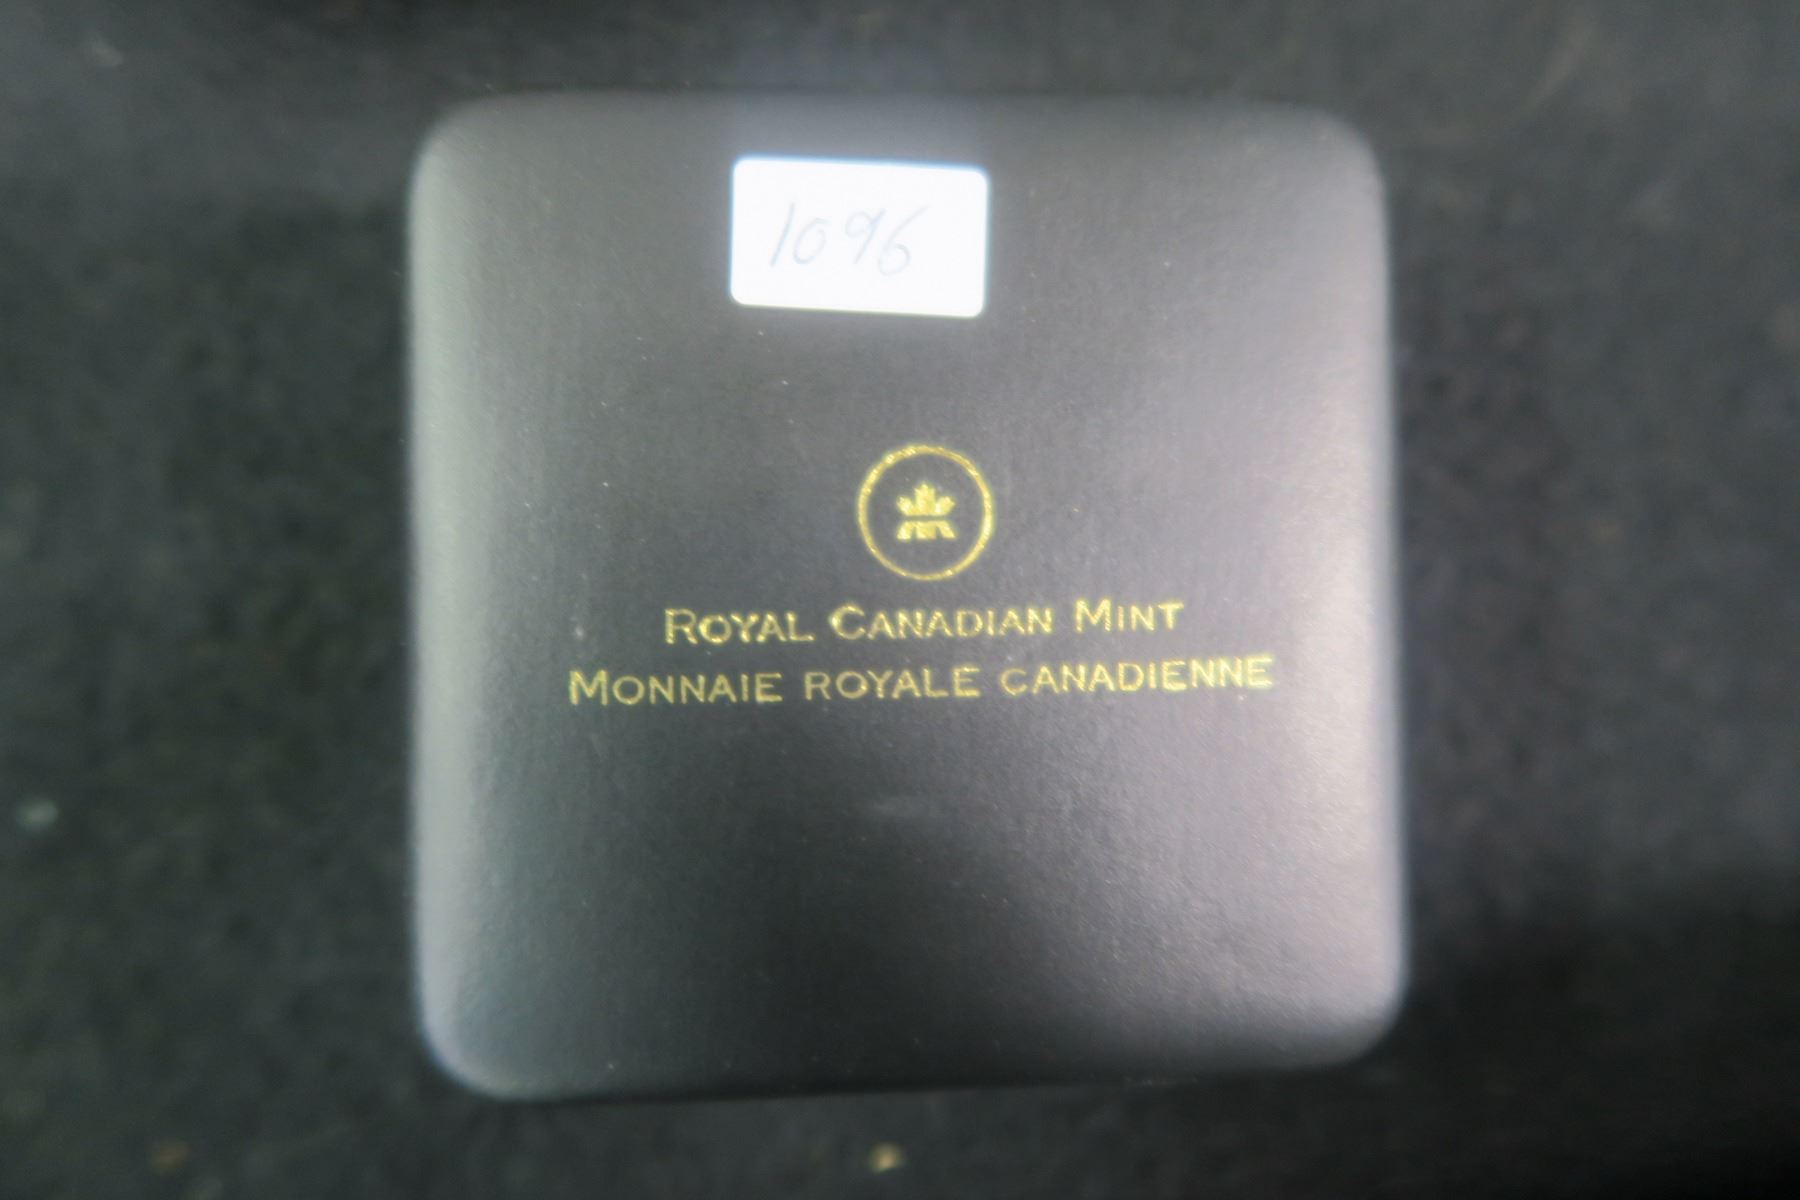 1096
ROYAL CANADIAN MINT
MONNAIE ROYALE CANADIENNE